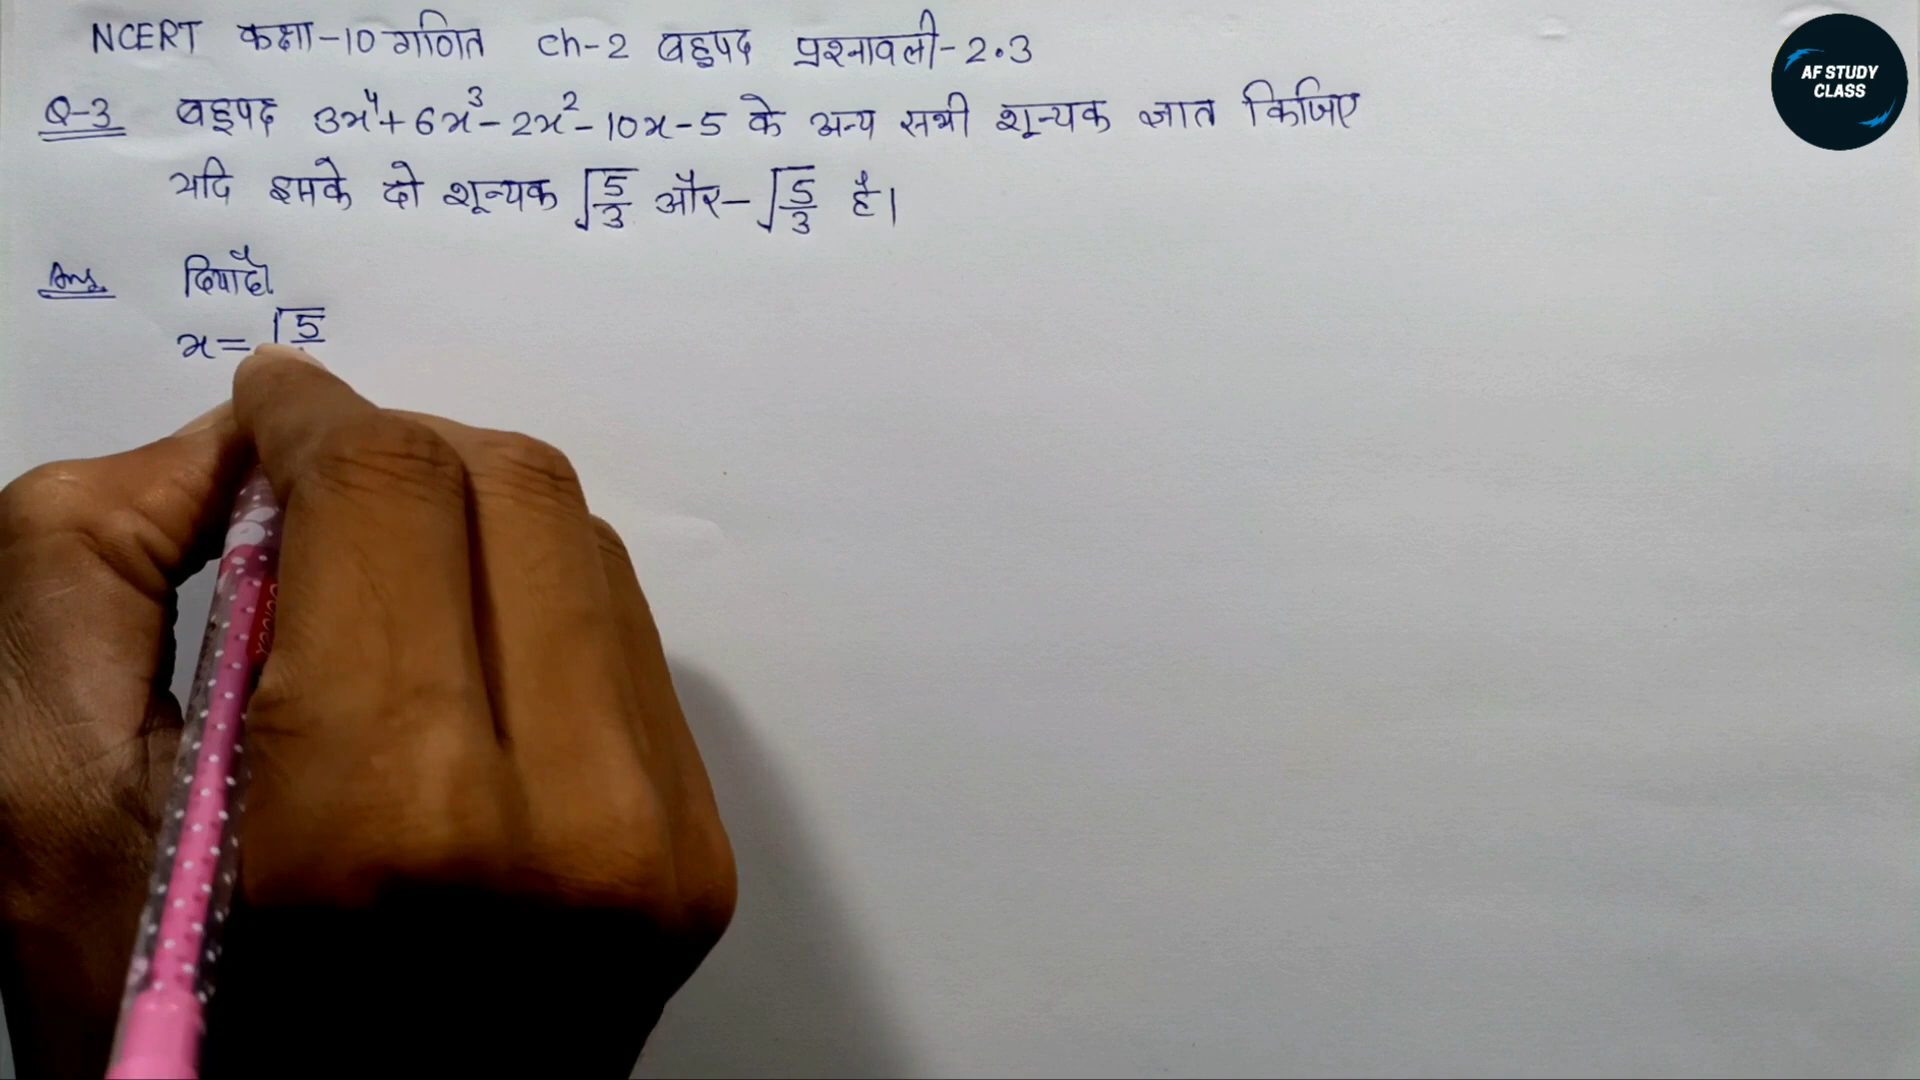 NCERT कक्षा-10 गणित ch-2 बहुपद प्रश्नावली-2.3
Q-3 बहुपद 3x⁴+6x³-2x²-10x-5 के अन्य सभी शून्यक ज्ञात किजिए
यदि इसके दो शून्यक √5/3 और -√5/3 है।
Ans दिया है।
x=√5
AF STUDY
CLASS